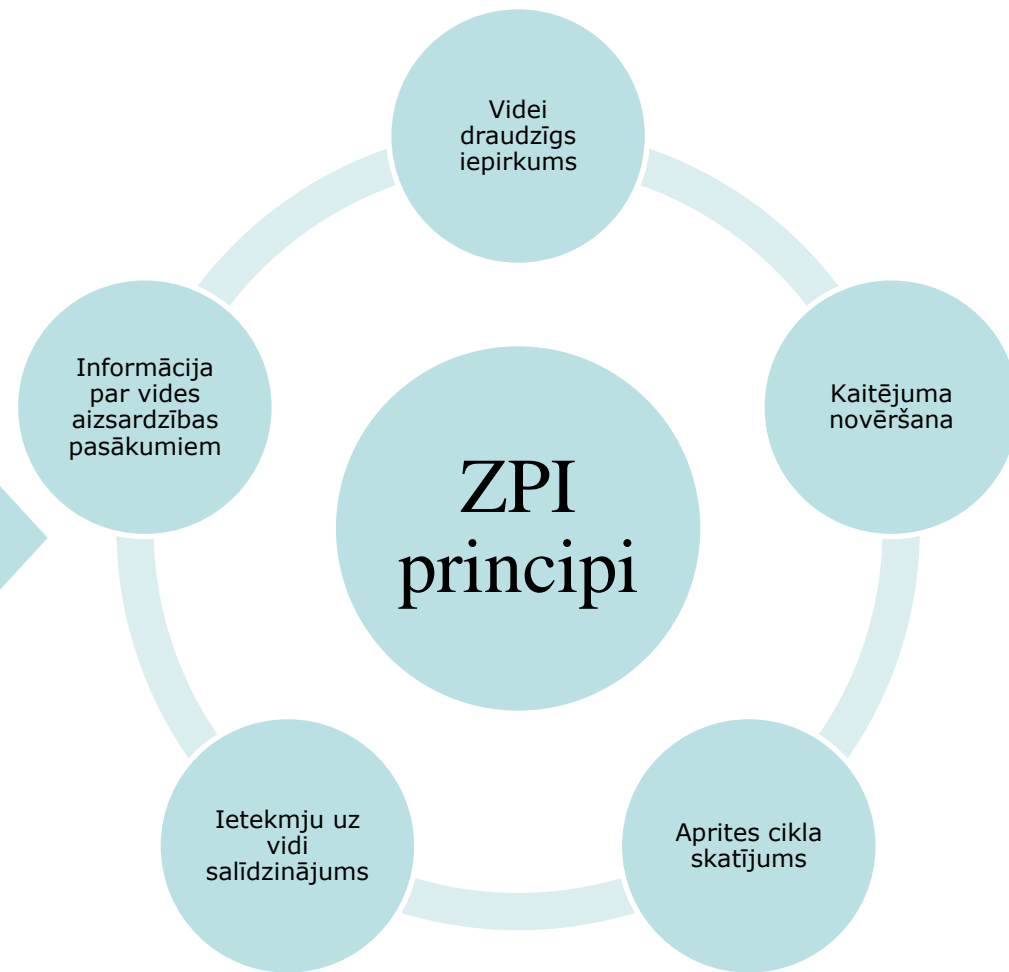 Videi
draudzīgs
iepirkums
Informācija
par vides
aizsardzības
pasākumiem
Kaitējuma
novēršana
ZPI
principi
Ietekmju uz
vidi
salīdzinājums
Aprites cikla
skatījums